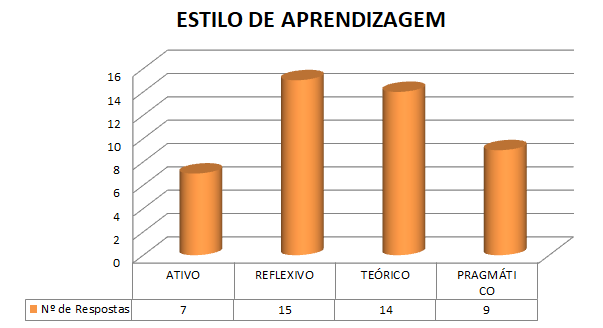 ESTILO DE APRENDIZAGEM
16
14
12
10
8
6
4
2
0
ATIVO REFLEXIVO TEÓRICO PRAGMÁTI
CO
Nº de Respostas 7 15 14 9